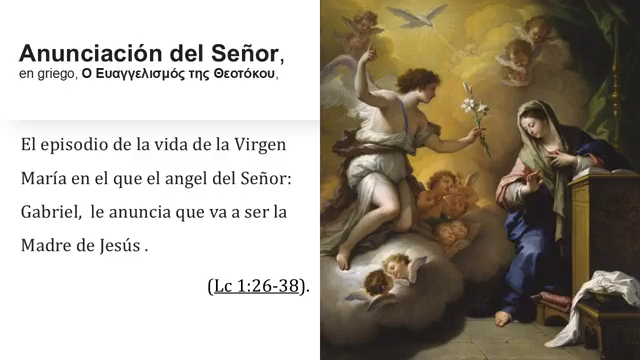 Anunciación del Señor,
en griego, Ο Ευαγγελισμός της Θεοτόκου,
El episodio de la vida de la Virgen
María en el que el angel del Señor:
Gabriel, le anuncia que va a ser la
Madre de Jesús .
(Lc 1:26-38).